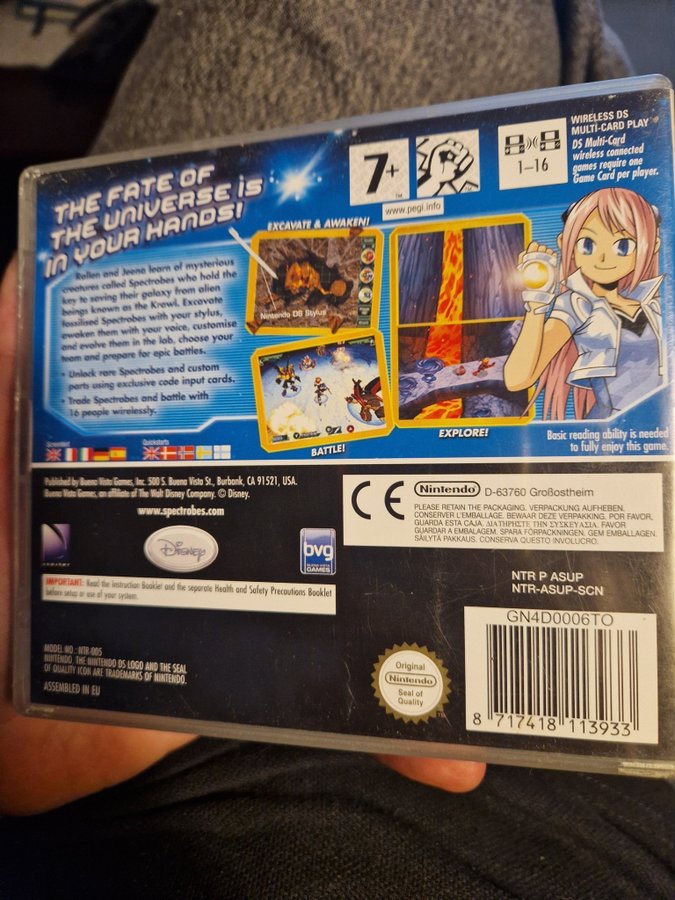 THE FATE OF
THE UNIVERSE iS
iN YOUR HANDS!
Rallen and Jeena learn of mysterious
creatures called Spectrobes who hold the
key to saving their galaxy from alien
beings known as the Krawl. Excavate
fossilised Spectrobes with your stylus,
awaken them with your voice, customise
and evolve them in the lab, choose your
team and prepare for epic battles.
• Unlock rare Spectrobes and custom
parts using exclusive code input cards.
• Trade Spectrobes and battle with
16 people wirelessly.
EXCAVATE & AWAKEN!
Nintendo DS Stylus
BATTLE!
EXPLORE!
7+
™
www.pegi.info
1–16
WIRELESS DS
MULTI-CARD PLAY
DS Multi-Card
wireless connected
games require one
Game Card per player.
Basic reading ability is needed
to fully enjoy this game.
Screentext
Quickstarts
Published by Buena Vista Games, Inc. 500 S. Buena Vista St., Burbank, CA 91521, USA.
Buena Vista Games, an affiliate of The Walt Disney Company. © Disney.
www.spectrobes.com
Disney
bvg
BUENA VISTA
GAMES
IMPORTANT: Read the Instruction Booklet and the separate Health and Safety Precautions Booklet
before setup or use of your system.
CE
Nintendo
D-63760 Großostheim
PLEASE RETAIN THE PACKAGING. VERPACKUNG AUFHEBEN.
CONSERVER L'EMBALLAGE. BEWAAR DEZE VERPAKKING. POR FAVOR,
GUARDA ESTA CAJA. ΔΙΑΤΗΡΗΣΤΕ ΤΗΝ ΣΥΣΚΕΥΑΣΙΑ. FAVOR
GUARDAR A EMBALAGEM. SPARA FÖRPACKNINGEN. GEM EMBALLAGEN.
SÄILYTÄ PAKKAUS. CONSERVA QUESTO INVOLUCRO.
NTR P ASUP
NTR-ASUP-SCN
MODEL NO.: NTR-005
NINTENDO, THE NINTENDO DS LOGO AND THE SEAL
OF QUALITY ICON ARE TRADEMARKS OF NINTENDO.
ASSEMBLED IN EU
Original
Nintendo
Seal of
Quality
GN4D0006TO
8 717418 113933